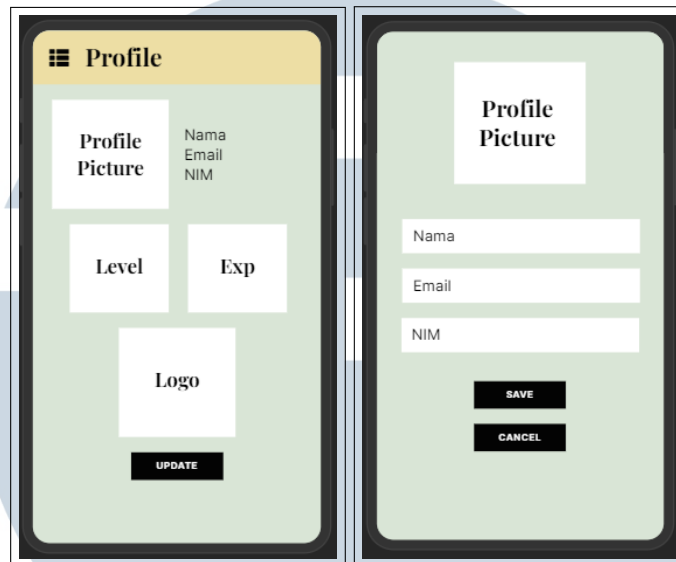 Profile
Profile
Picture
Nama
Email
NIM
Level
Exp
Logo
UPDATE
Profile
Picture
Nama
Email
NIM
SAVE
CANCEL